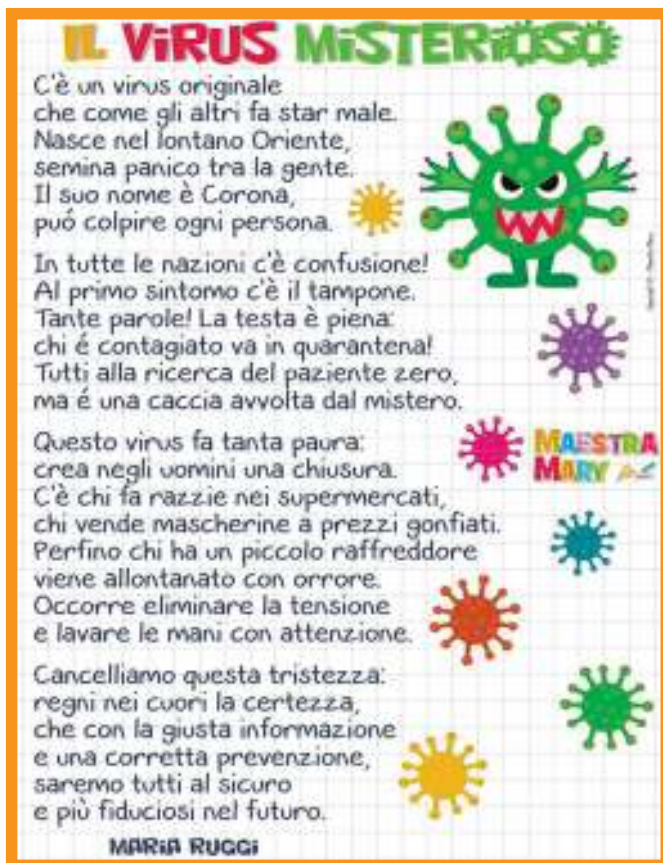 IL VIRUS MISTERIOSO
C'è un virus originale
che come gli altri fa star male.
Nasce nel lontano Oriente,
semina panico tra la gente.
Il suo nome è Corona,
puó colpire ogni persona.
In tutte le nazioni c'è confusione!
Al primo sintomo c'è il tampone.
Tante parole! La testa è piena:
chi é contagiato va in quarantena!
Tutti alla ricerca del paziente zero,
ma é una caccia avvolta dal mistero.
Questo virus fa tanta paura:
crea negli uomini una chiusura.
C'è chi fa razzie nei supermercati,
chi vende mascherine a prezzi gonfiati.
Perfino chi ha un piccolo raffreddore
viene allontanato con orrore.
Occorre eliminare la tensione
e lavare le mani con attenzione.
Cancelliamo questa tristezza:
regni nei cuori la certezza,
che con la giusta informazione
e una corretta prevenzione,
saremo tutti al sicuro
e più fiduciosi nel futuro.
MARIA RUGGI
MAESTRA
MARY